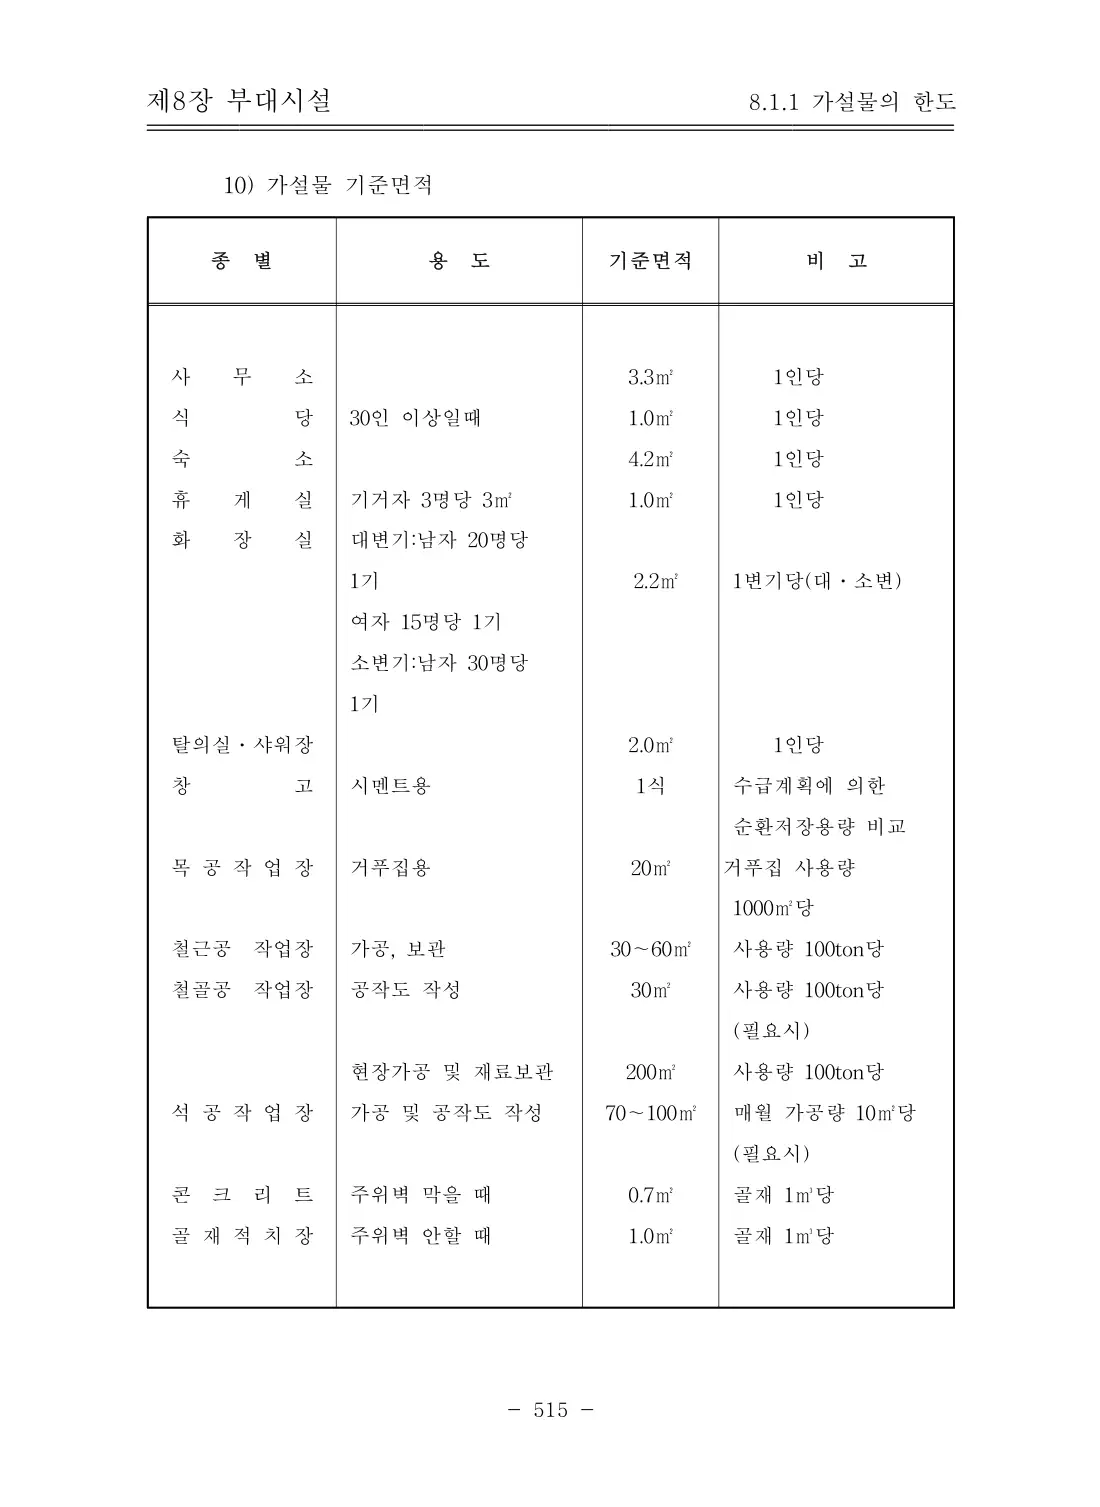 제8장 부대시설 8.1.1 가설물의 한도
10) 가설물 기준면적
종 별 용 도 기준면적 비 고
사 무 소 3.3㎡ 1인당
식 당 30인 이상일때 1.0㎡ 1인당
숙 소 4.2㎡ 1인당
휴 게 실 기거자 3명당 3㎡ 1.0㎡ 1인당
화 장 실 대변기:남자 20명당
1기 2.2㎡ 1변기당(대・소변)
여자 15명당 1기
소변기:남자 30명당
1기
탈의실・샤워장 2.0㎡ 1인당
창 고 시멘트용 1식 수급계획에 의한
순환저장용량 비교
목 공 작 업 장 거푸집용 20㎡ 거푸집 사용량
1000㎡당
철근공 작업장 가공, 보관 30～60㎡ 사용량 100ton당
철골공 작업장 공작도 작성 30㎡ 사용량 100ton당
(필요시)
현장가공 및 재료보관 200㎡ 사용량 100ton당
석 공 작 업 장 가공 및 공작도 작성 70～100㎡ 매월 가공량 10㎡당
(필요시)
콘 크 리 트 주위벽 막을 때 0.7㎡ 골재 1㎥당
골 재 적 치 장 주위벽 안할 때 1.0㎡ 골재 1㎥당
- 515 -